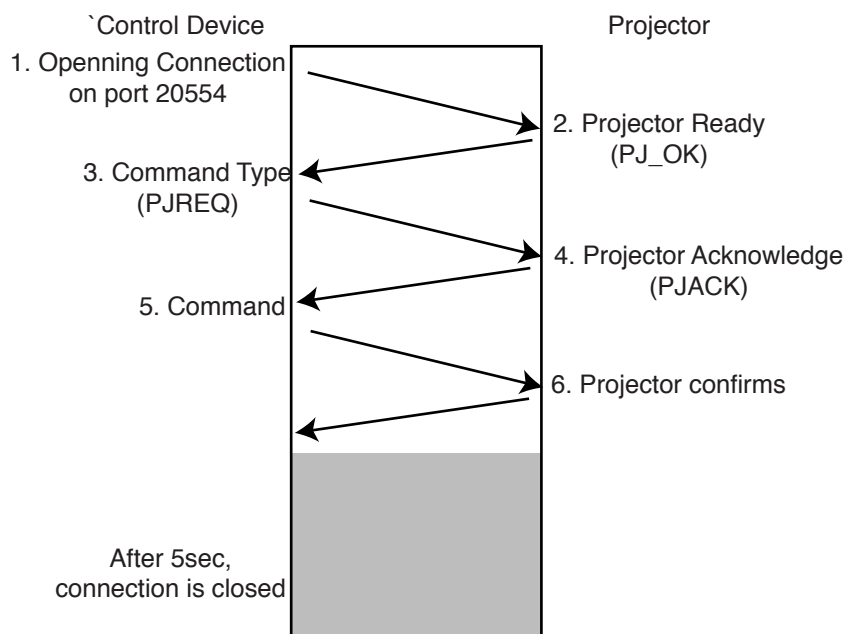 `Control Device
Projector
1. Openning Connection
on port 20554
2. Projector Ready
(PJ_OK)
3. Command Type
(PJREQ)
4. Projector Acknowledge
(PJACK)
5. Command
6. Projector confirms
After 5sec,
connection is closed